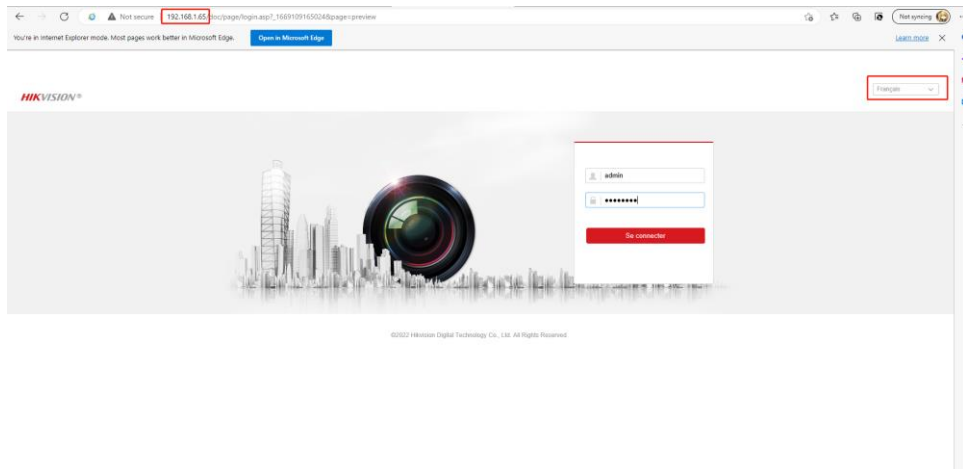 Not secure 192.168.1.65/doc/page/login.asp?_1669109165024&page=preview
Not syncing
You're in Internet Explorer mode. Most pages work better in Microsoft Edge. Open in Microsoft Edge Learn more
Français
HIKVISION®
admin
Se connecter
©2022 Hikvision Digital Technology Co., Ltd. All Rights Reserved